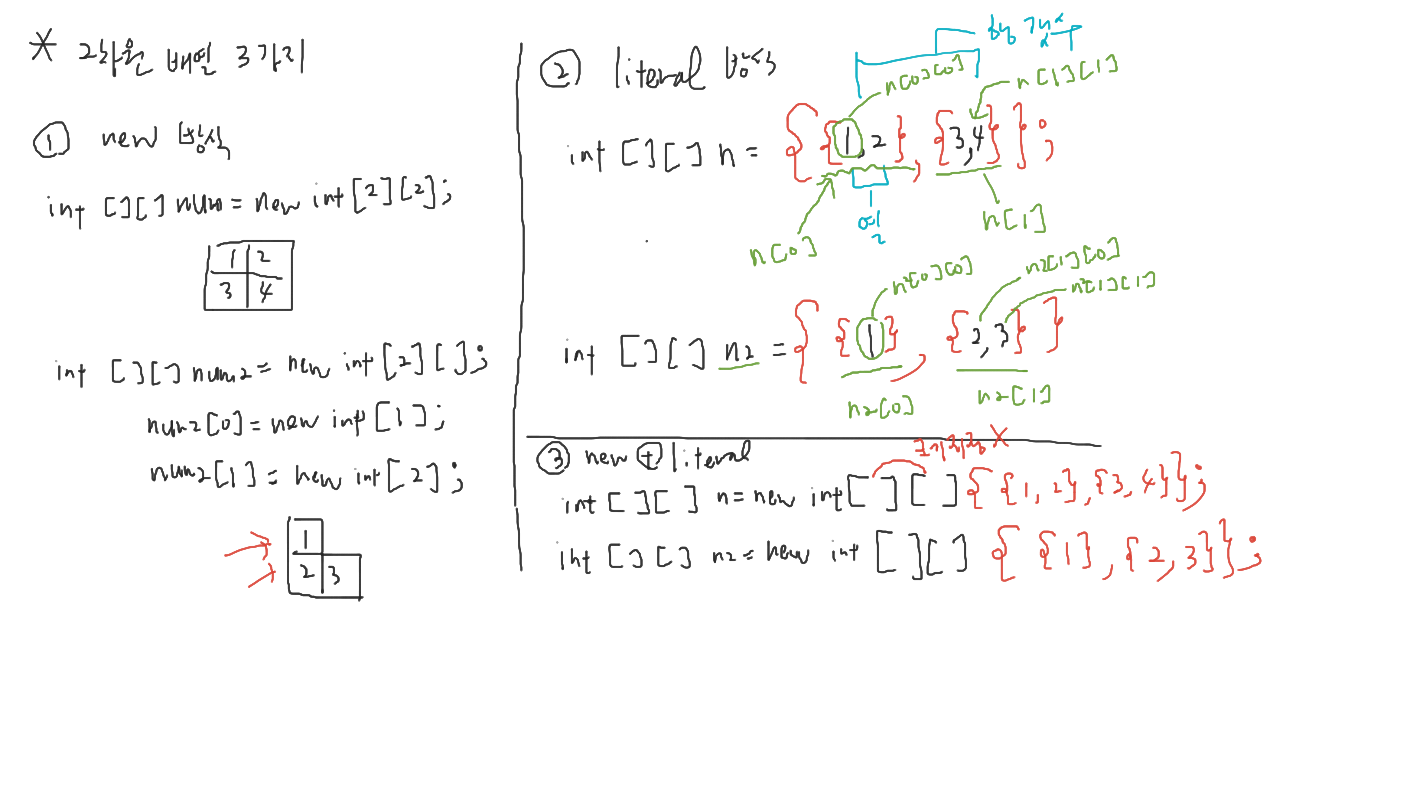 * 2차원 배열 3가지
① new 방식
int [][] num = new int[2][2];
1 2
3 4
int [][] num2 = new int[2][];
num2[0] = new int[1];
num2[1] = new int[2];
1
2 3
② literal 방식
행 개수
n[0][0]
n[1][1]
int [][] n = { {1,2}, {3,4} };
n[0]
열
2
n[1]
n2[0][0]
n2[1][0]
n2[1][1]
int [][] n2 = { {1}, {2,3} }
n2[0]
n2[1]
③ new + literal
크기지정 X
int [][] n = new int[][]{ {1,2},{3,4}};
int [][] n2 = new int [][] { {1}, {2,3}};